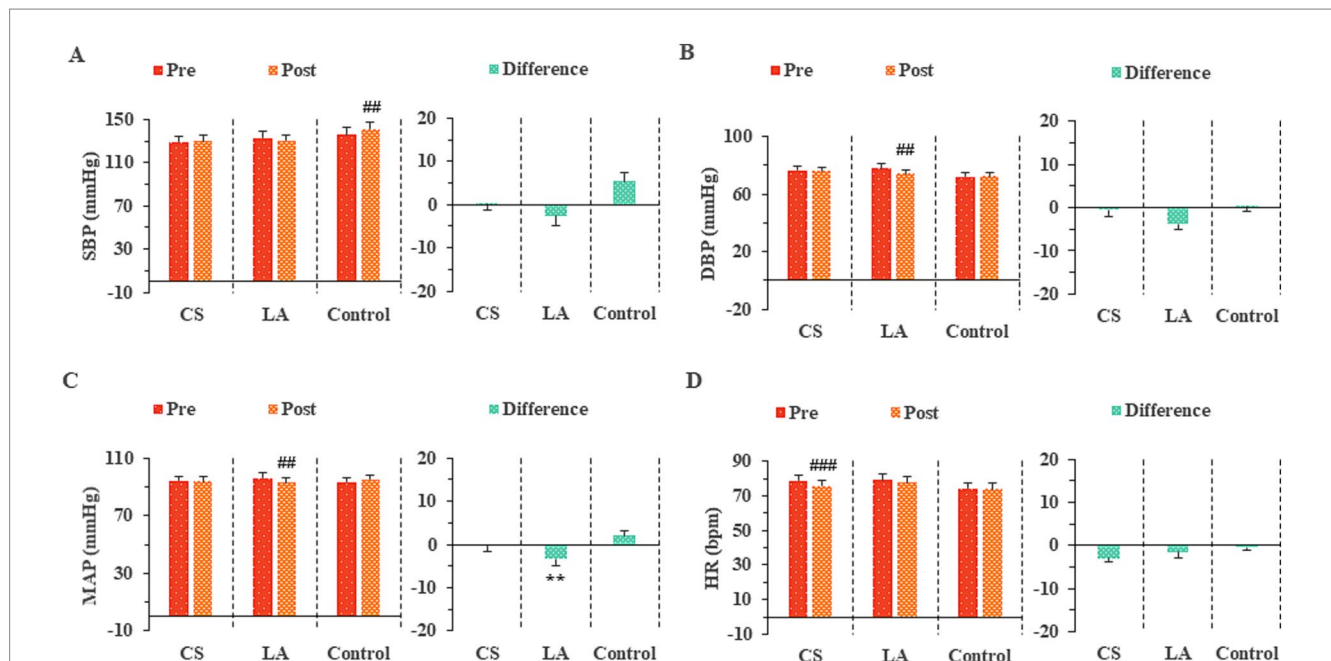 A
Pre Post Difference
SBP (mmHg)
150
110
70
30
-10
##
CS LA Control
20
10
0
-10
-20
CS LA Control
B
Pre Post Difference
DBP (mmHg)
100
60
20
-20
##
CS LA Control
20
10
0
-10
-20
CS LA Control
C
Pre Post Difference
MAP (mmHg)
110
70
30
-10
##
CS LA Control
20
10
0
-10
-20
**
CS LA Control
D
Pre Post Difference
HR (bpm)
90
70
50
30
10
-10
###
CS LA Control
20
10
0
-10
-20
CS LA Control